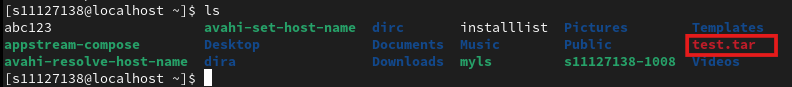 [s11127138@localhost ~]$ ls
abc123 avahi-set-host-name dirc installlist Pictures Templates
appstream-compose Desktop Documents Music Public test.tar
avahi-resolve-host-name dira Downloads myls s11127138-1008 Videos
[s11127138@localhost ~]$